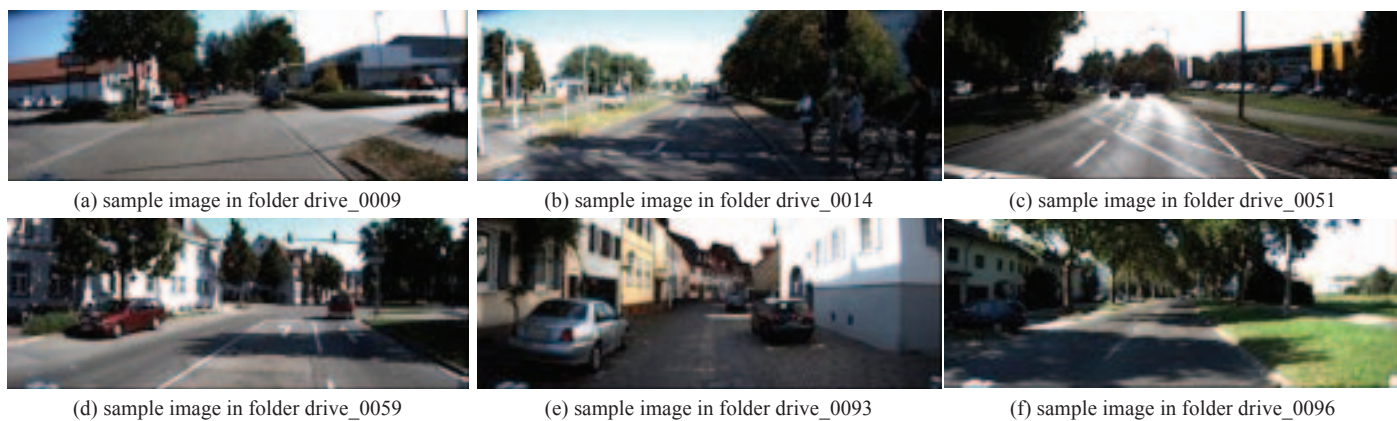 (a) sample image in folder drive_0009
(b) sample image in folder drive_0014
(c) sample image in folder drive_0051
(d) sample image in folder drive_0059
(e) sample image in folder drive_0093
(f) sample image in folder drive_0096